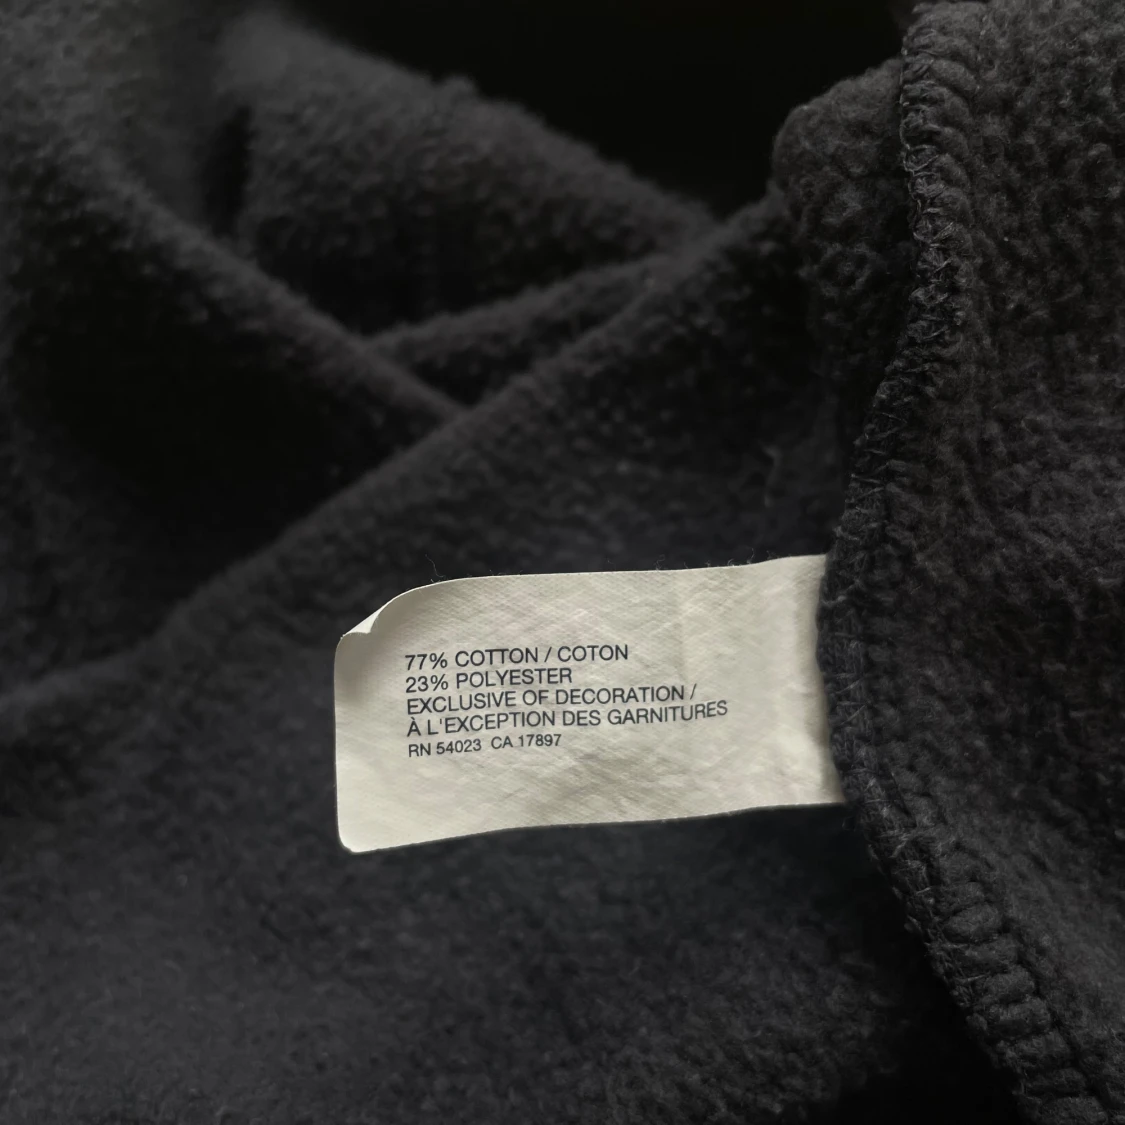 77% COTTON / COTON
23% POLYESTER
EXCLUSIVE OF DECORATION /
À L'EXCEPTION DES GARNITURES
RN 54023 CA 17897